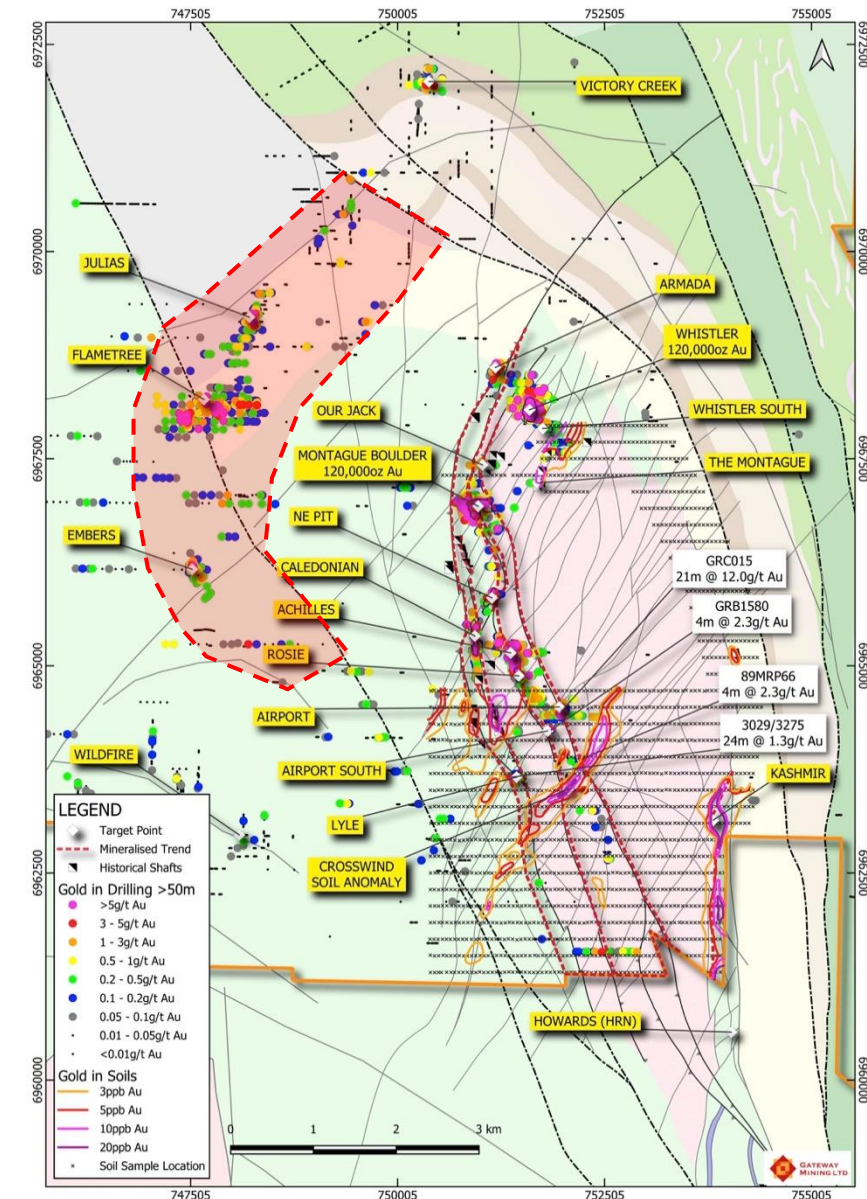 747505
750005
752505
755005
6972500
6972500
VICTORY CREEK
6970000
6970000
JULIAS
ARMADA
FLAMETREE
WHISTLER
120,000oz Au
OUR JACK
WHISTLER SOUTH
MONTAGUE BOULDER
120,000oz Au
THE MONTAGUE
6967500
6967500
NE PIT
EMBERS
CALEDONIAN
GRC015
21m @ 12.0g/t Au
ACHILLES
GRB1580
4m @ 2.3g/t Au
ROSIE
6965000
6965000
89MRP66
4m @ 2.3g/t Au
AIRPORT
3029/3275
24m @ 1.3g/t Au
WILDFIRE
AIRPORT SOUTH
KASHMIR
LYLE
CROSSWIND
SOIL ANOMALY
6962500
6962500
HOWARDS (HRN)
6960000
6960000
LEGEND
Target Point
Mineralised Trend
Historical Shafts
Gold in Drilling >50m
>5g/t Au
3 - 5g/t Au
1 - 3g/t Au
0.5 - 1g/t Au
0.2 - 0.5g/t Au
0.1 - 0.2g/t Au
0.05 - 0.1g/t Au
0.01 - 0.05g/t Au
<0.01g/t Au
Gold in Soils
3ppb Au
5ppb Au
10ppb Au
20ppb Au
Soil Sample Location
0
1
2
3 km
GATEWAY
MINING LTD
747505
750005
752505
755005